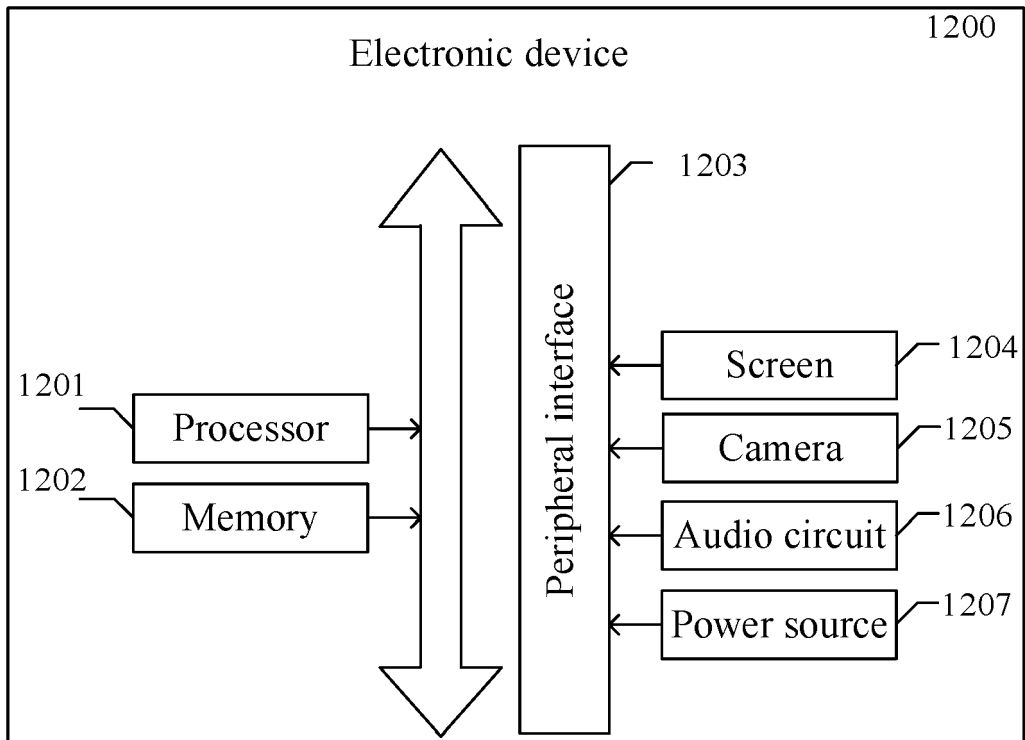 1200
Electronic device
1203
Peripheral interface
1201
Processor
1202
Memory
Screen
1204
Camera
1205
Audio circuit
1206
Power source
1207